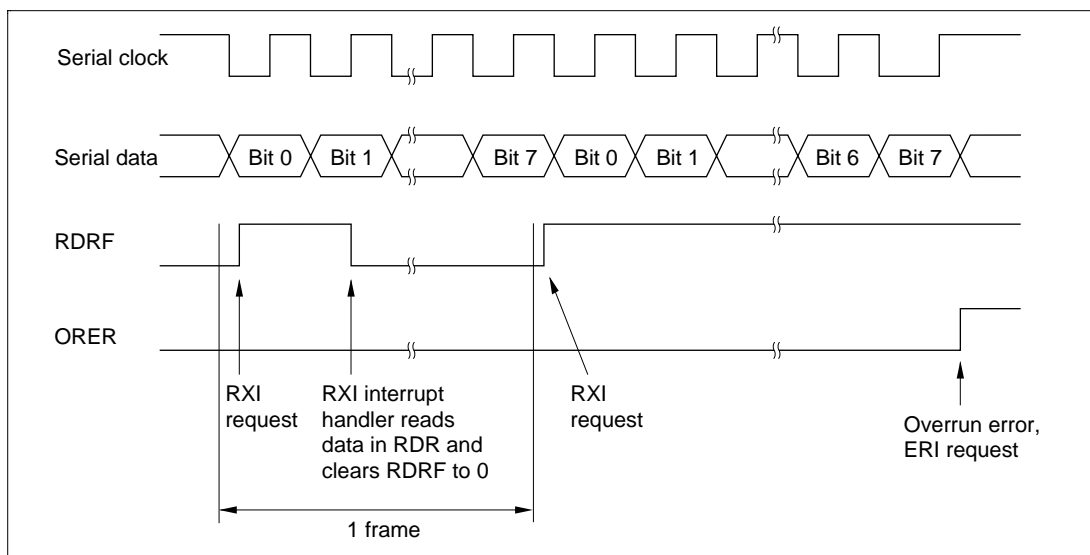 Serial clock
Serial data
Bit 0
Bit 1
Bit 7
Bit 0
Bit 1
Bit 6
Bit 7
RDRF
ORER
RXI
request
RXI interrupt
handler reads
data in RDR and
clears RDRF to 0
RXI
request
Overrun error,
ERI request
1 frame